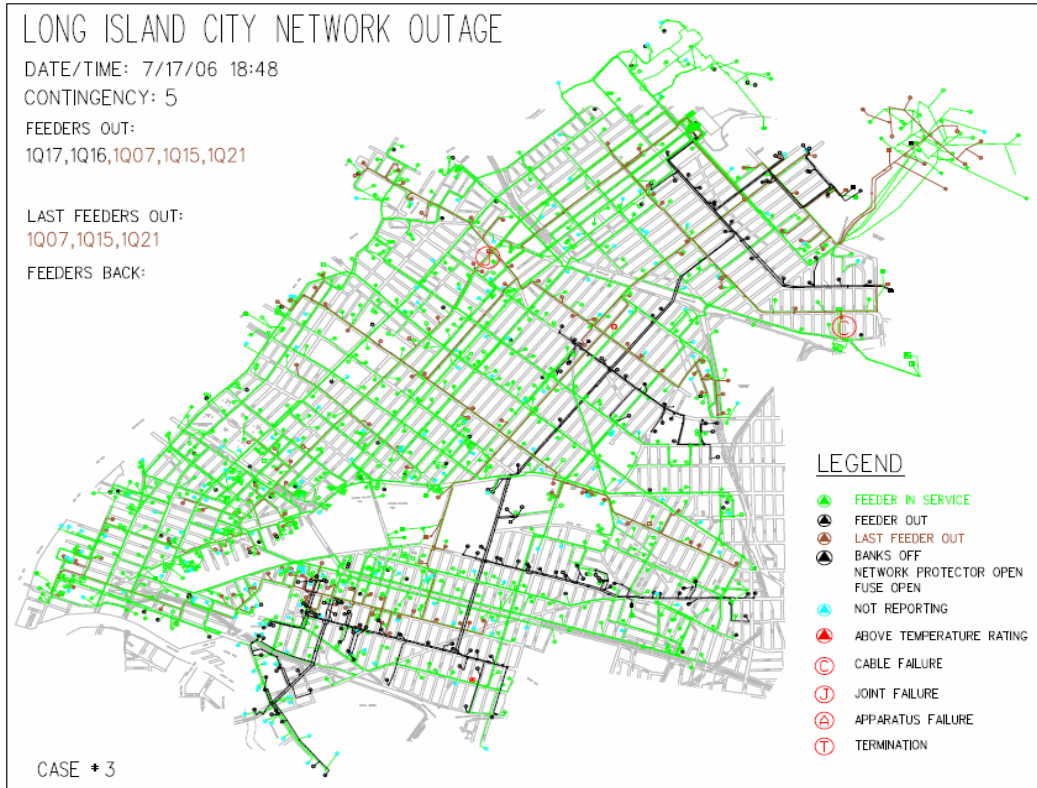 LONG ISLAND CITY NETWORK OUTAGE
DATE/TIME: 7/17/06 18:48
CONTINGENCY: 5
FEEDERS OUT:
1Q17,1Q16,1Q07,1Q15,1Q21
LAST FEEDERS OUT:
1Q07,1Q15,1Q21
FEEDERS BACK:
J
C
LEGEND
FEEDER IN SERVICE
FEEDER OUT
LAST FEEDER OUT
BANKS OFF
NETWORK PROTECTOR OPEN
FUSE OPEN
NOT REPORTING
ABOVE TEMPERATURE RATING
C CABLE FAILURE
J JOINT FAILURE
A APPARATUS FAILURE
T TERMINATION
CASE #3